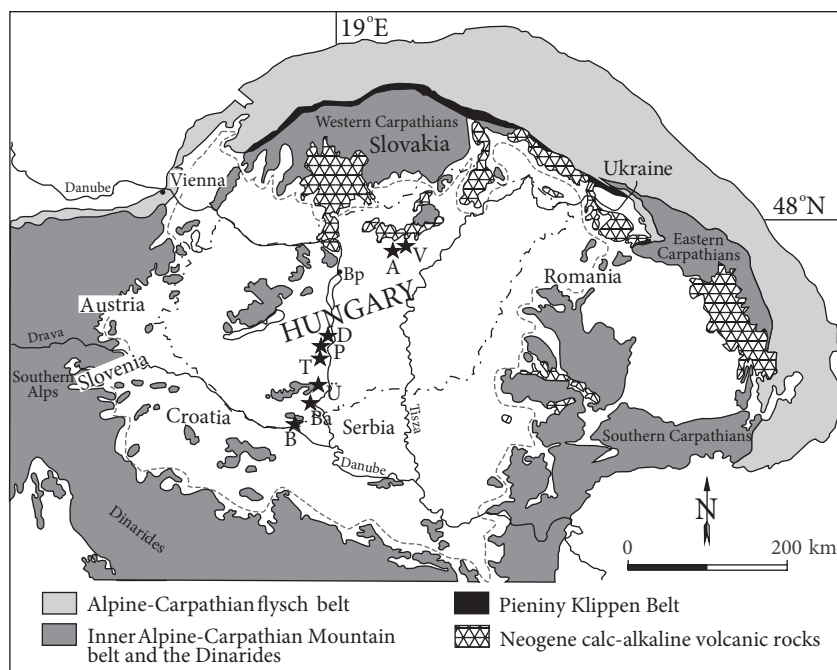 19°E
Western Carpathians
Slovakia
Ukraine
Danube
Vienna
48°N
Eastern
Carpathians
V
A
Bp
Romania
HUNGARY
Austria
D
P
Drava
T
Slovenia
Southern
Alps
Ü
Ba
Croatia
B
Serbia
Tisza
Southern Carpathians
Danube
N
Dinarides
0
200 km
Alpine-Carpathian flysch belt
Pieniny Klippen Belt
Inner Alpine-Carpathian Mountain
belt and the Dinarides
Neogene calc-alkaline volcanic rocks